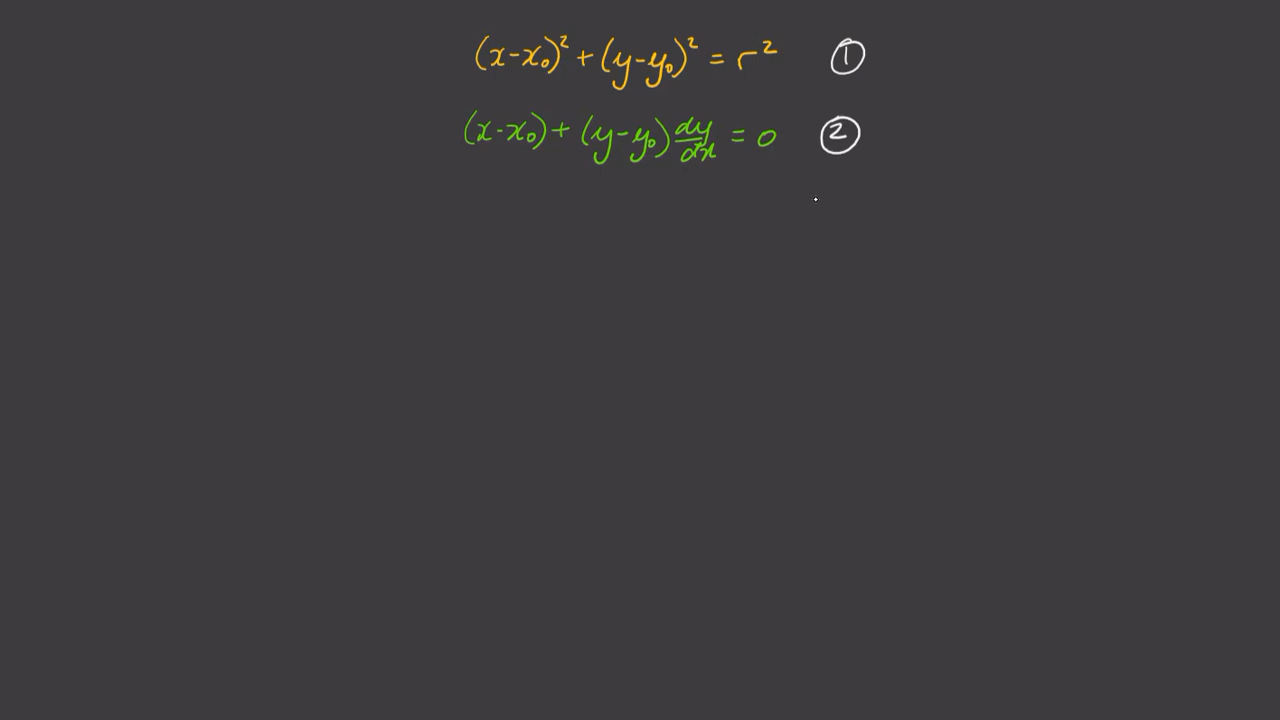 (x-x₀)² + (y-y₀)² = r² ①
(x-x₀) + (y-y₀) dy/dx = 0 ②